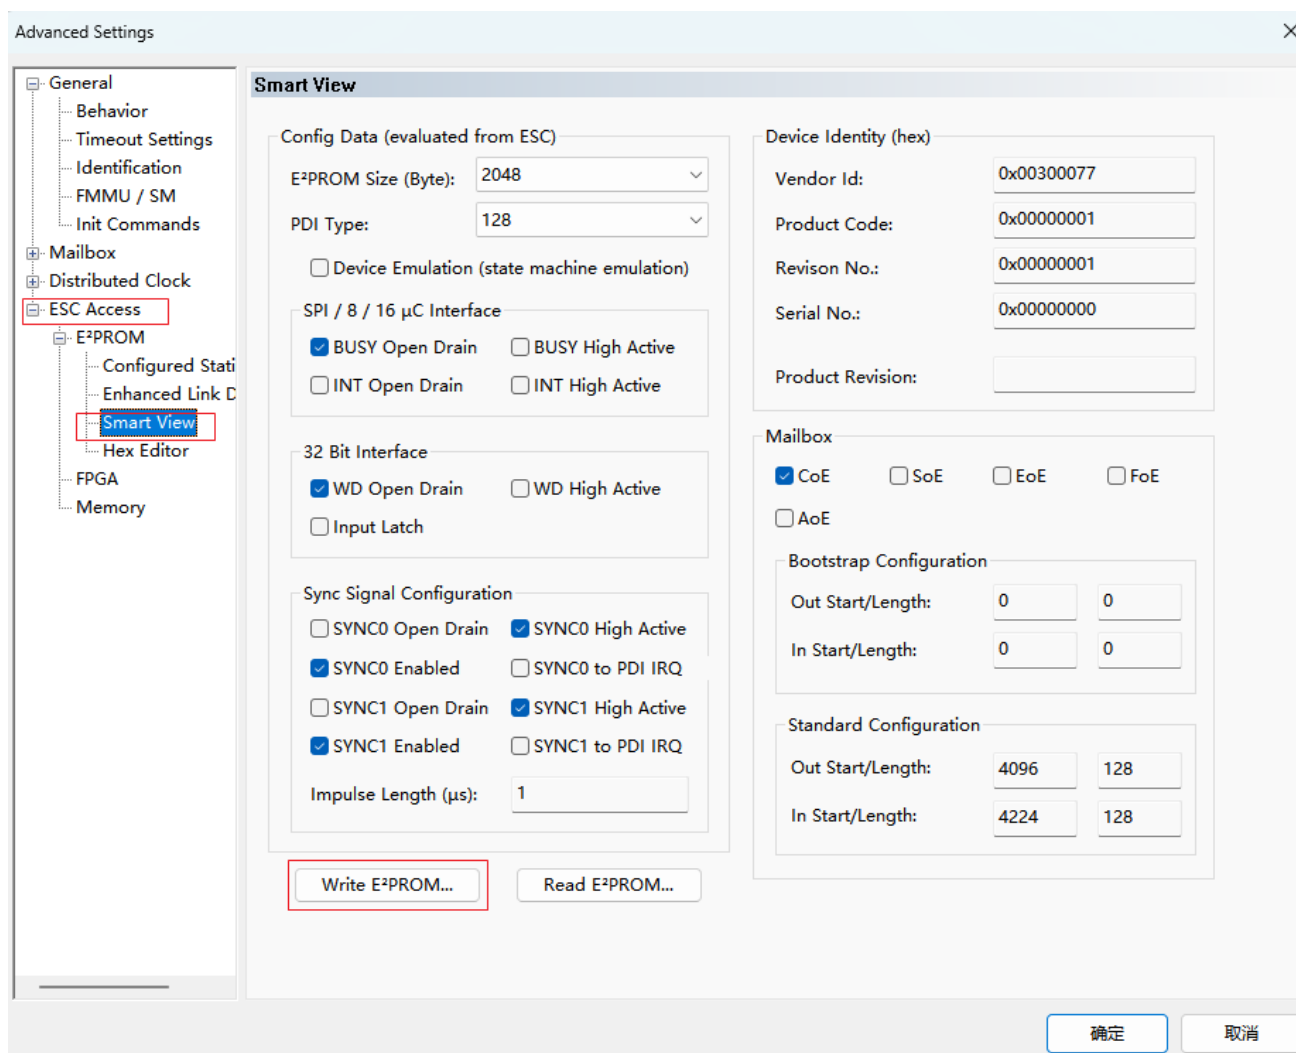 Advanced Settings
General
Behavior
Timeout Settings
Identification
FMMU / SM
Init Commands
Mailbox
Distributed Clock
ESC Access
E²PROM
Configured Stati
Enhanced Link D
Smart View
Hex Editor
FPGA
Memory
Smart View
Config Data (evaluated from ESC)
E²PROM Size (Byte): 2048
PDI Type: 128
Device Emulation (state machine emulation)
SPI / 8 / 16 µC Interface
BUSY Open Drain BUSY High Active
INT Open Drain INT High Active
32 Bit Interface
WD Open Drain WD High Active
Input Latch
Sync Signal Configuration
SYNC0 Open Drain SYNC0 High Active
SYNC0 Enabled SYNC0 to PDI IRQ
SYNC1 Open Drain SYNC1 High Active
SYNC1 Enabled SYNC1 to PDI IRQ
Impulse Length (µs): 1
Write E²PROM... Read E²PROM...
Device Identity (hex)
Vendor Id: 0x00300077
Product Code: 0x00000001
Revison No.: 0x00000001
Serial No.: 0x00000000
Product Revision:
Mailbox
CoE SoE EoE FoE
AoE
Bootstrap Configuration
Out Start/Length: 0 0
In Start/Length: 0 0
Standard Configuration
Out Start/Length: 4096 128
In Start/Length: 4224 128
确定 取消